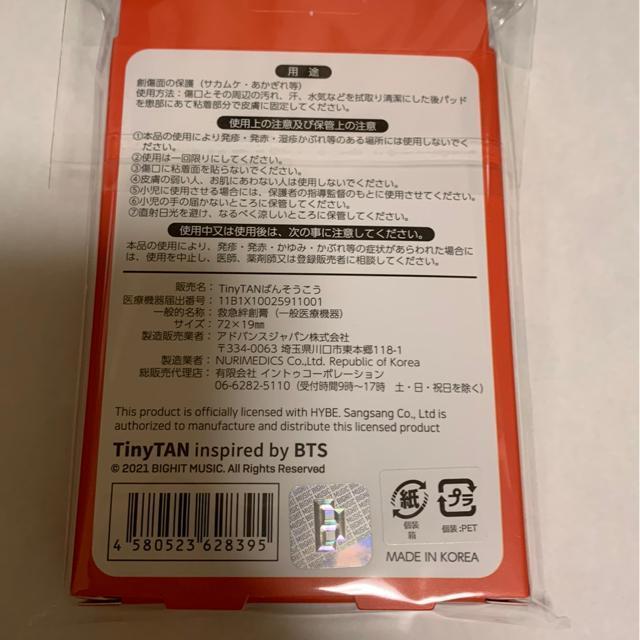 用途
創傷面の保護（サカムケ・あかぎれ等）
使用方法：傷口とその周辺の汚れ、汗、水気などを拭取り清潔にした後パッド
を患部にあて粘着部分で皮膚に固定してください。
使用上の注意及び保管上の注意
①本品の使用により発疹・発赤・湿疹かぶれ等のある場所には使用しないでく
ださい。
②使用は一回限りにしてください。
③傷口に粘着面を貼らないでください。
④皮膚の弱い人、お肌にあわない人は使用しないでください。
⑤小児に使用させる場合には、保護者の指導監督のもとに使用させてください。
⑥小児の手の届かないところに保管してください。
⑦直射日光を避け、なるべく涼しいところに保管してください。
使用中又は使用後は、次の事に注意してください。
本品の使用により、発疹・発赤・かゆみ・かぶれ等の症状があらわれた場合に
は、使用を中止し、医師、薬剤師又は登録販売者に相談してください。
販売名：TinyTANばんそうこう
医療機器届出番号：11B1X10025911001
一般的名称：救急絆創膏（一般医療機器）
サイズ：72×19㎜
製造販売業者：アドバンスジャパン株式会社
〒334-0063 埼玉県川口市東本郷1161
製造業者：NURIMEDICS Co.,Ltd. Republic of Korea
総販売代理店：有限会社 イントゥコーポレーション
06-6282-5110（受付時間9時～17時 土・日・祝日を除く）
This product is officially licensed with HYBE. Sangsang Co., Ltd is
authorized to manufacture and distribute this licensed product
TinyTAN inspired by BTS
© 2021 BIGHIT MUSIC. All Rights Reserved
4 580523 628395
紙
個装
箱
プラ
個装:PET
MADE IN KOREA